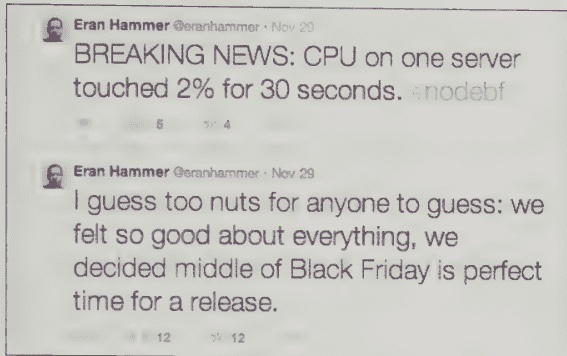 Eran Hammer @eranhammer · Nov 29
BREAKING NEWS: CPU on one server
touched 2% for 30 seconds. #nodebf
5 4
Eran Hammer @eranhammer · Nov 29
I guess too nuts for anyone to guess: we
felt so good about everything, we
decided middle of Black Friday is perfect
time for a release.
12 12